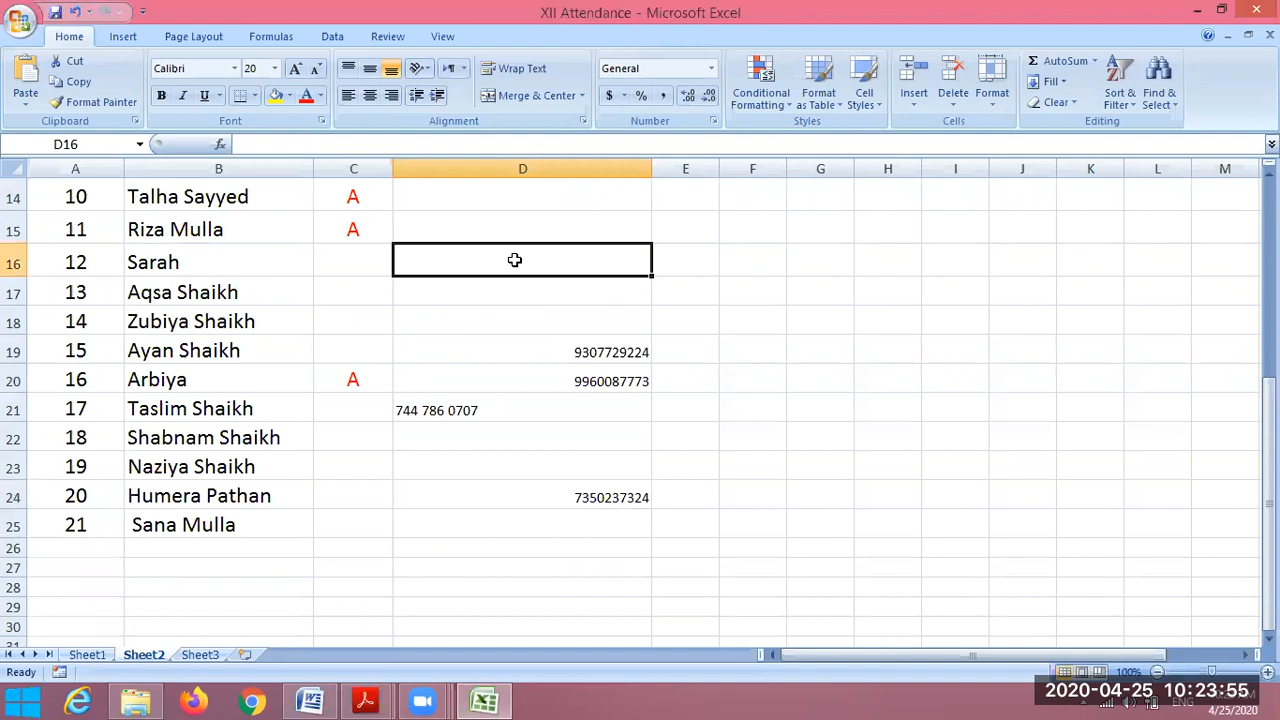 XII Attendance - Microsoft Excel
Home Insert Page Layout Formulas Data Review View
Paste
Cut
Copy
Format Painter
Clipboard
Calibri 20
B I U
Font
Wrap Text
Merge & Center
Alignment
General
$ % ,
Number
Conditional Formatting
Format as Table
Cell Styles
Styles
Insert Delete Format
Cells
AutoSum
Fill
Clear
Sort & Filter
Find & Select
Editing
D16 fx
A B C D E F G H I J K L M
14 10 Talha Sayyed A
15 11 Riza Mulla A
16 12 Sarah
17 13 Aqsa Shaikh
18 14 Zubiya Shaikh
19 15 Ayan Shaikh 9307729224
20 16 Arbiya A 9960087773
21 17 Taslim Shaikh 744 786 0707
22 18 Shabnam Shaikh
23 19 Naziya Shaikh
24 20 Humera Pathan 7350237324
25 21 Sana Mulla
26
27
28
29
30
31
Sheet1 Sheet2 Sheet3
Ready 100%
2020-04-25 10:23:55
ENG
4/25/2020